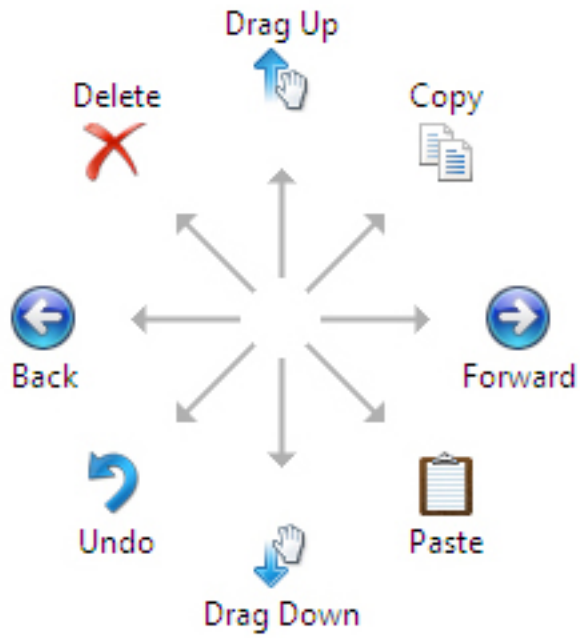 Drag Up
Delete
Copy
Back
Forward
Undo
Paste
Drag Down